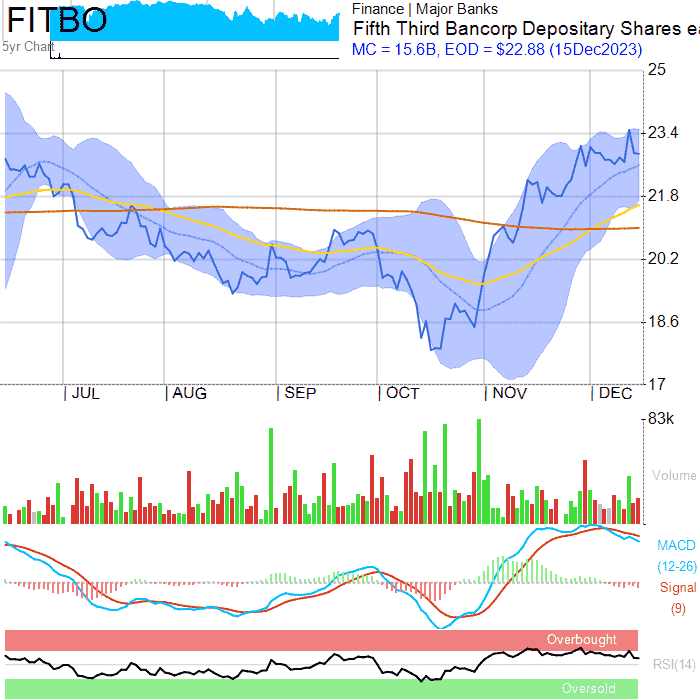 FITBO
5yr Chart
Finance | Major Banks
Fifth Third Bancorp Depositary Shares ea
MC = 15.6B, EOD = $22.88 (15Dec2023)
25
23.4
21.8
20.2
18.6
17
JUL
AUG
SEP
OCT
NOV
DEC
83k
Volume
MACD
(12-26)
Signal
(9)
Overbought
RSI(14)
Oversold